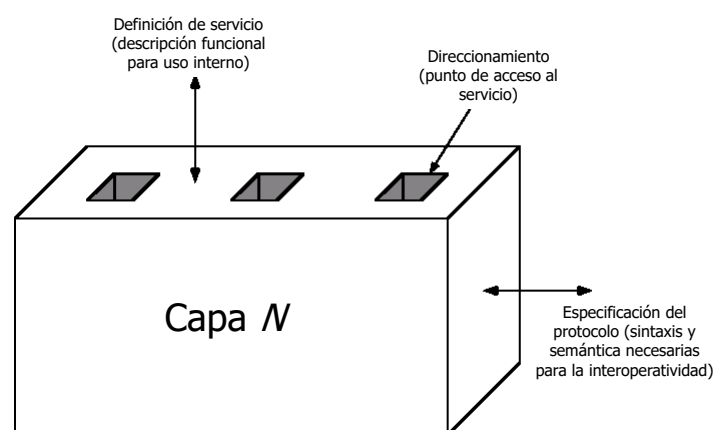 Definición de servicio
(descripción funcional
para uso interno)
Direccionamiento
(punto de acceso al
servicio)
Capa N
Especificación del
protocolo (sintaxis y
semántica necesarias
para la interoperatividad)